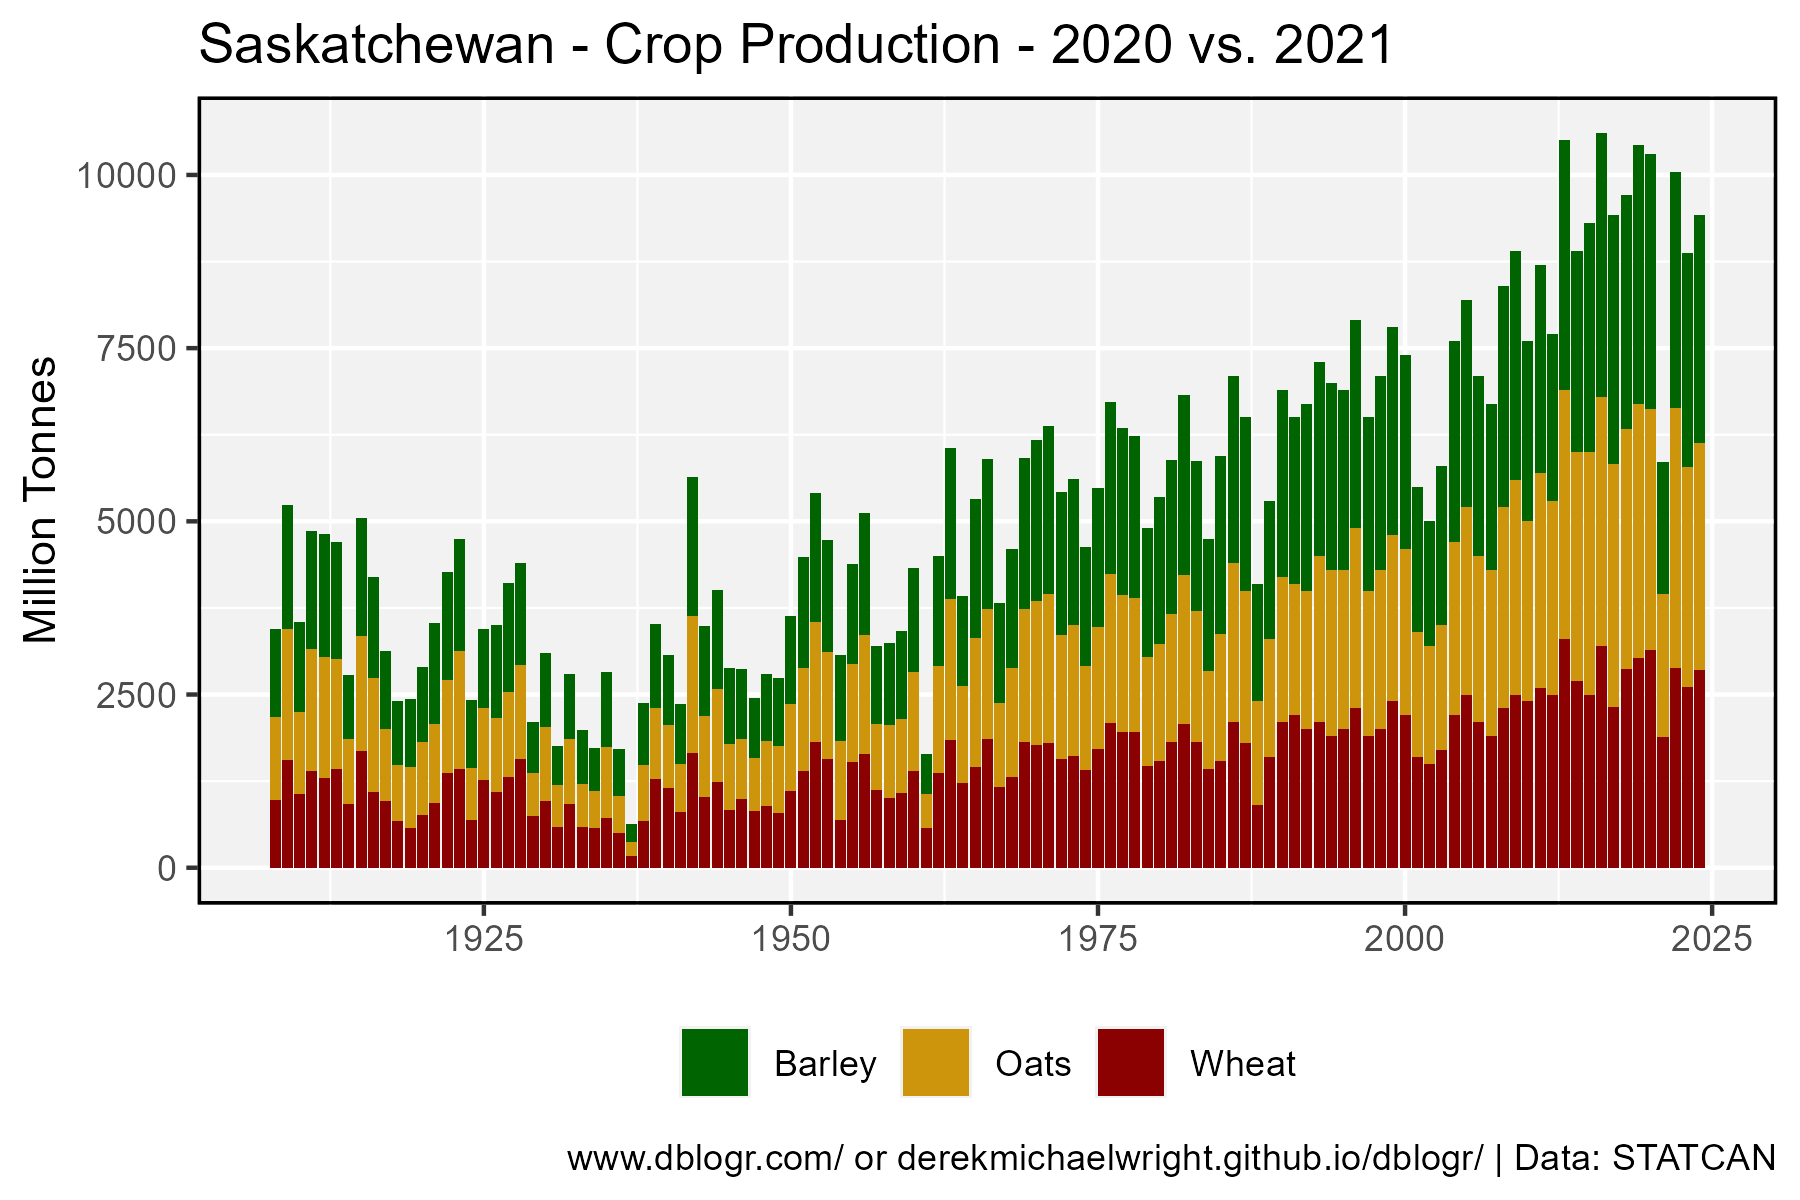 Saskatchewan - Crop Production - 2020 vs. 2021
Million Tonnes
10000
7500
5000
2500
0
1925 1950 1975 2000 2025
Barley Oats Wheat
www.dblogr.com/ or derekmichaelwright.github.io/dblogr/ | Data: STATCAN